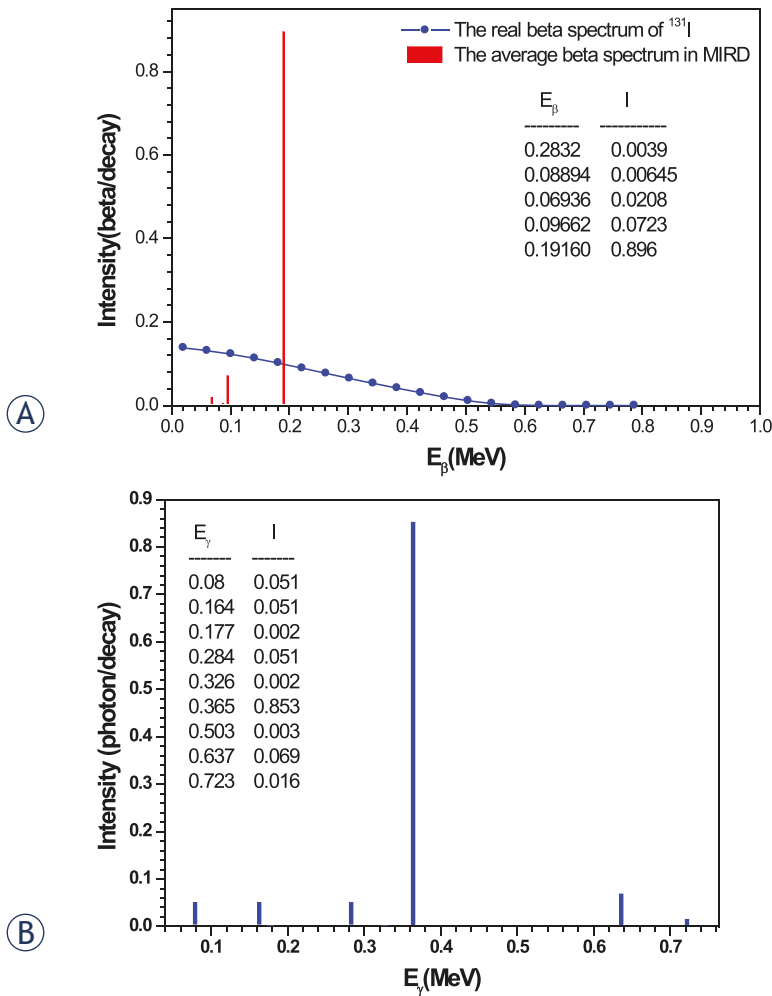 The real beta spectrum of ¹³¹I
The average beta spectrum in MIRD
Eβ I
--------- -----------
0.2832 0.0039
0.08894 0.00645
0.06936 0.0208
0.09662 0.0723
0.19160 0.896
Intensity(beta/decay)
0.8
0.6
0.4
0.2
0.0
0.0 0.1 0.2 0.3 0.4 0.5 0.6 0.7 0.8 0.9 1.0
Eβ(MeV)
A
Eγ I
------- -------
0.08 0.051
0.164 0.051
0.177 0.002
0.284 0.051
0.326 0.002
0.365 0.853
0.503 0.003
0.637 0.069
0.723 0.016
Intensity (photon/decay)
0.9
0.8
0.7
0.6
0.5
0.4
0.3
0.2
0.1
0.0
0.1 0.2 0.3 0.4 0.5 0.6 0.7
Eγ(MeV)
B